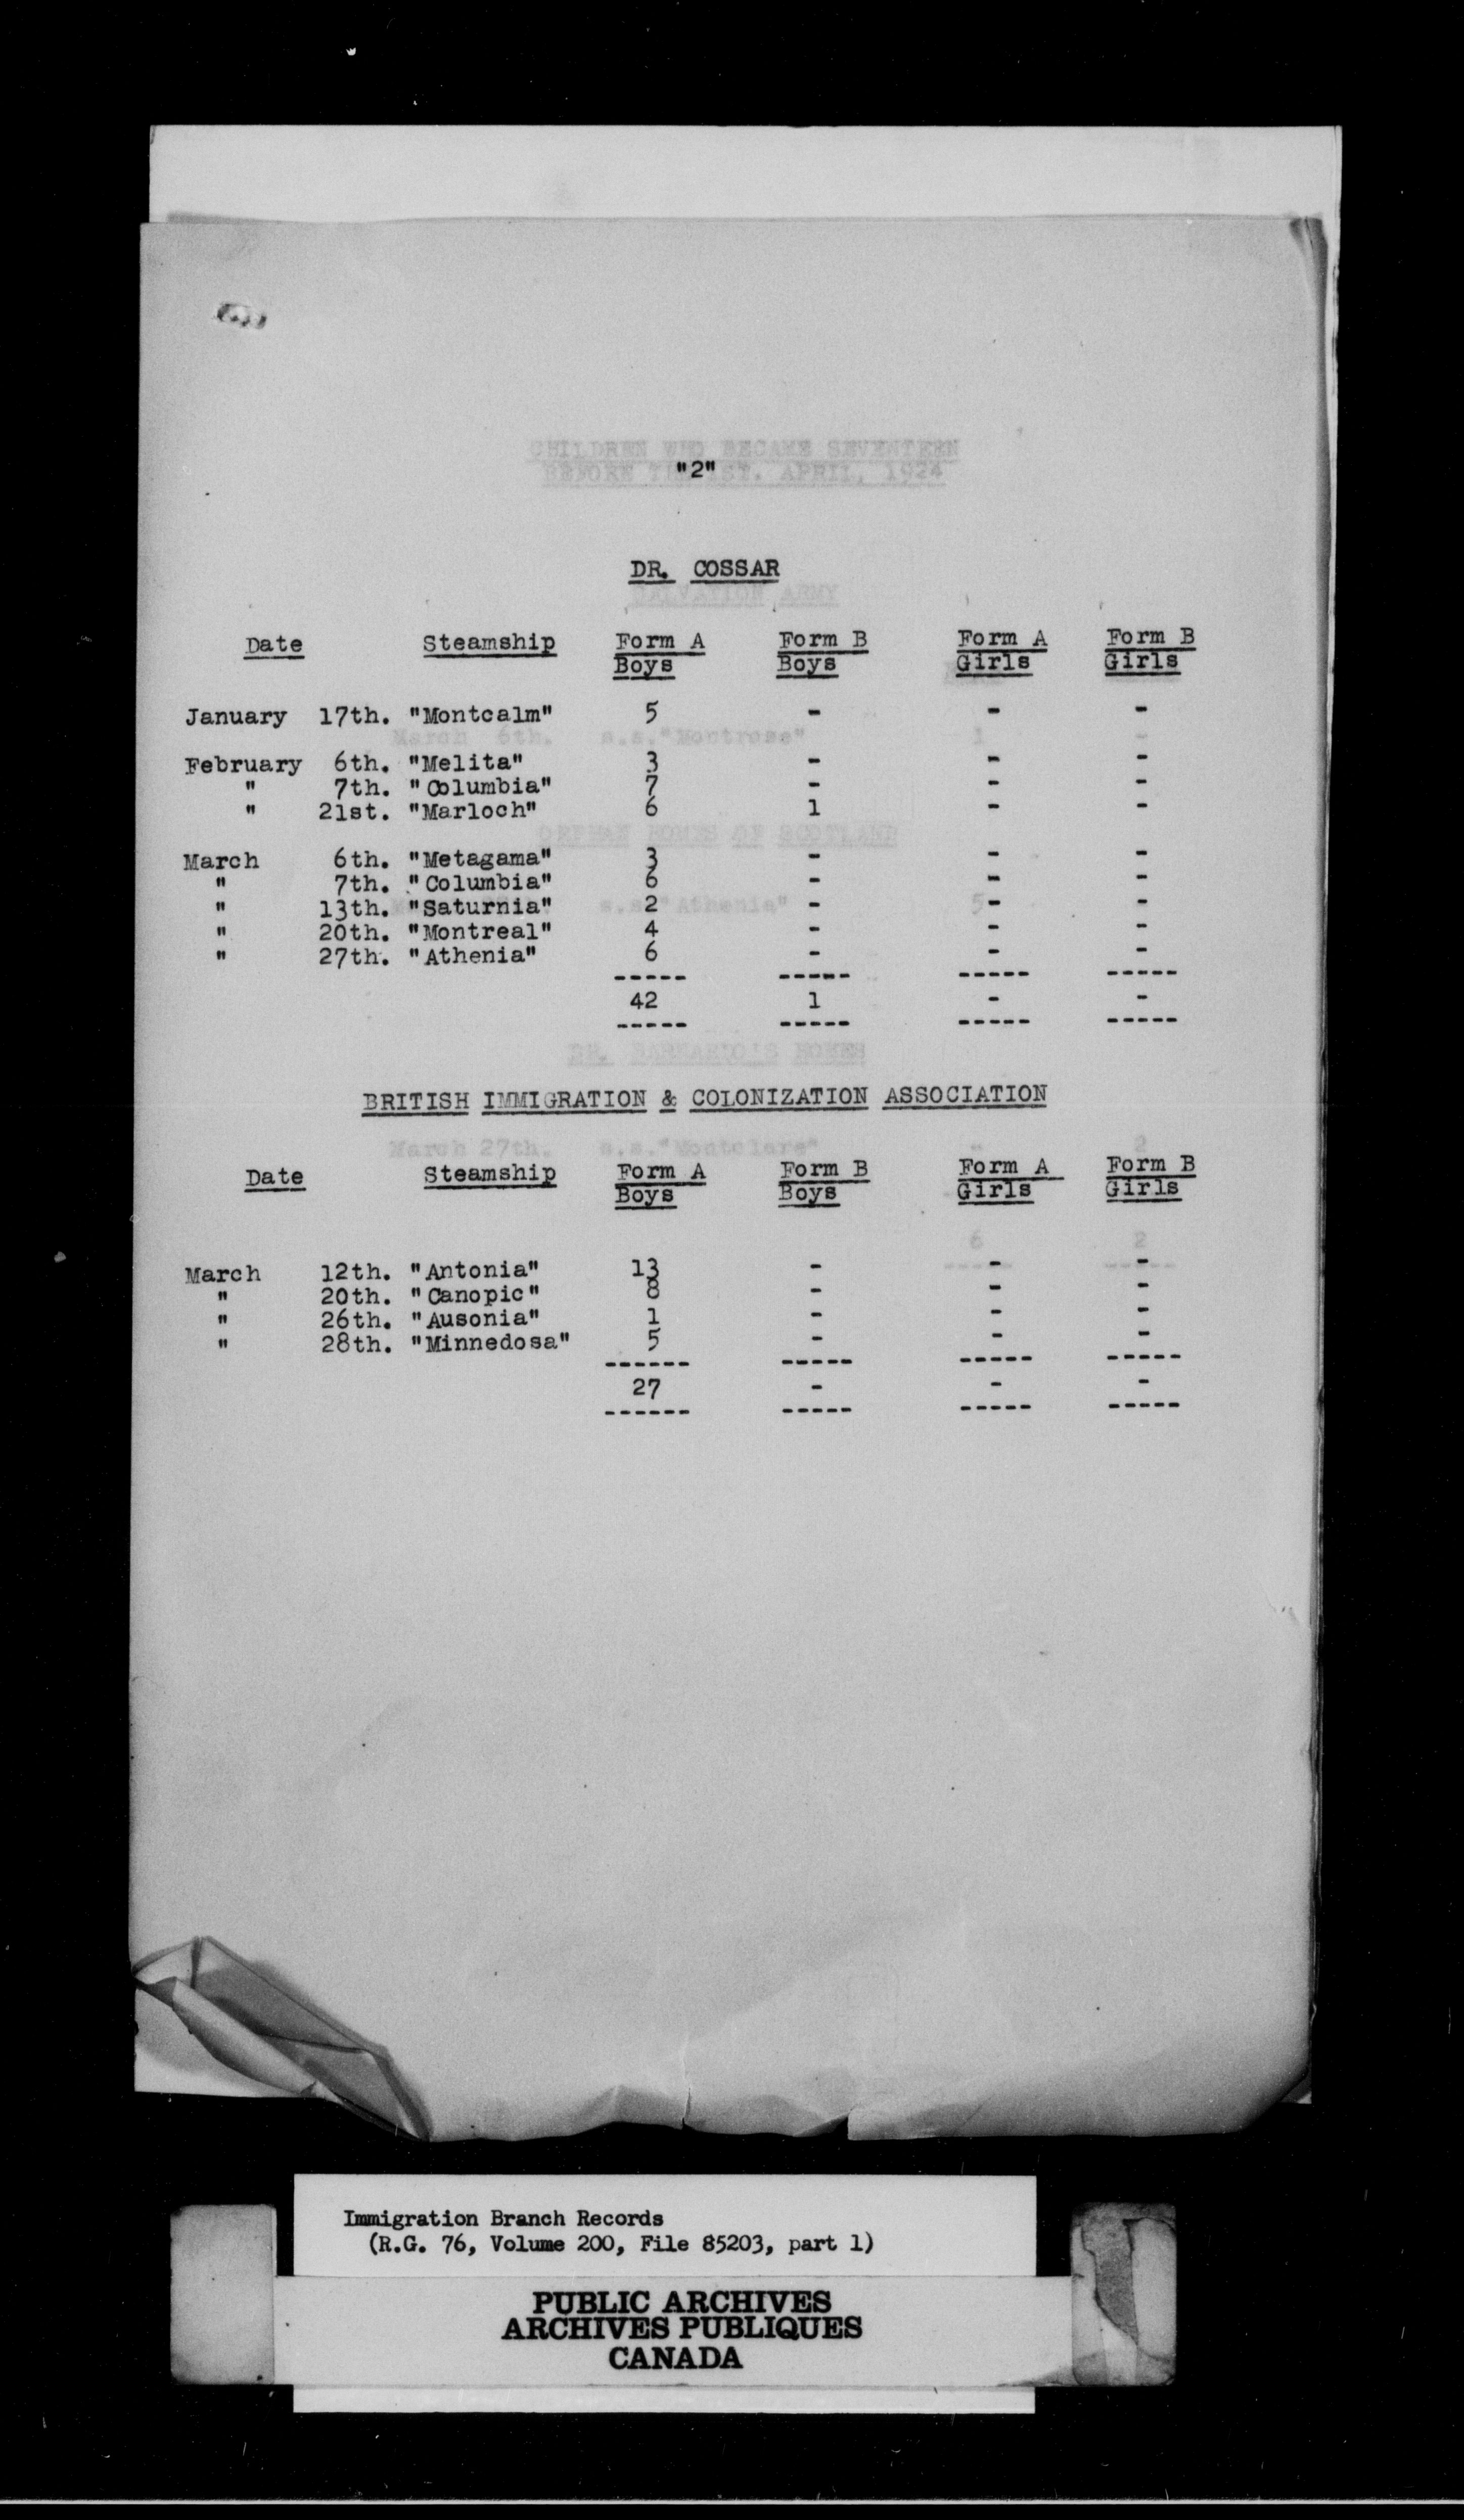 "2"
DR. COSSAR
Date Steamship Form A Boys Form B Boys Form A Girls Form B Girls
January 17th. "Montcalm" 5 - - -
February 6th. "Melita" 3 - - -
" 7th. "Columbia" 7 - - -
" 21st. "Marloch" 6 1 - -
March 6th. "Metagama" 3 - - -
" 7th. "Columbia" 6 - - -
" 13th. "Saturnia" 2 - - -
" 20th. "Montreal" 4 - - -
" 27th. "Athenia" 6 - - -
----- ----- ----- -----
42 1 - -
----- ----- ----- -----
BRITISH IMMIGRATION & COLONIZATION ASSOCIATION
Date Steamship Form A Boys Form B Boys Form A Girls Form B Girls
March 12th. "Antonia" 13 - - -
" 20th. "Canopic" 8 - - -
" 26th. "Ausonia" 1 - - -
" 28th. "Minnedosa" 5 - - -
------ ----- ----- -----
27 - - -
------ ----- ----- -----
Immigration Branch Records
(R.G. 76, Volume 200, File 85203, part 1)
PUBLIC ARCHIVES
ARCHIVES PUBLIQUES
CANADA